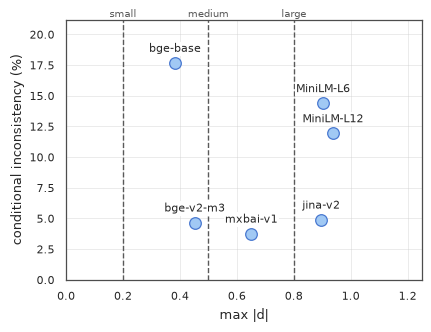 small medium large
20.0
17.5
15.0
12.5
10.0
7.5
5.0
2.5
0.0
conditional inconsistency (%)
bge-base
MiniLM-L6
MiniLM-L12
bge-v2-m3
mxbai-v1
jina-v2
0.0 0.2 0.4 0.6 0.8 1.0 1.2
max |d|